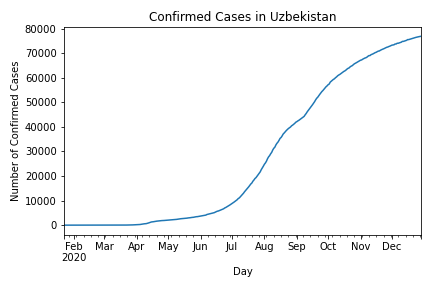 Confirmed Cases in Uzbekistan
Number of Confirmed Cases
80000
70000
60000
50000
40000
30000
20000
10000
0
Feb Mar Apr May Jun Jul Aug Sep Oct Nov Dec
2020
Day